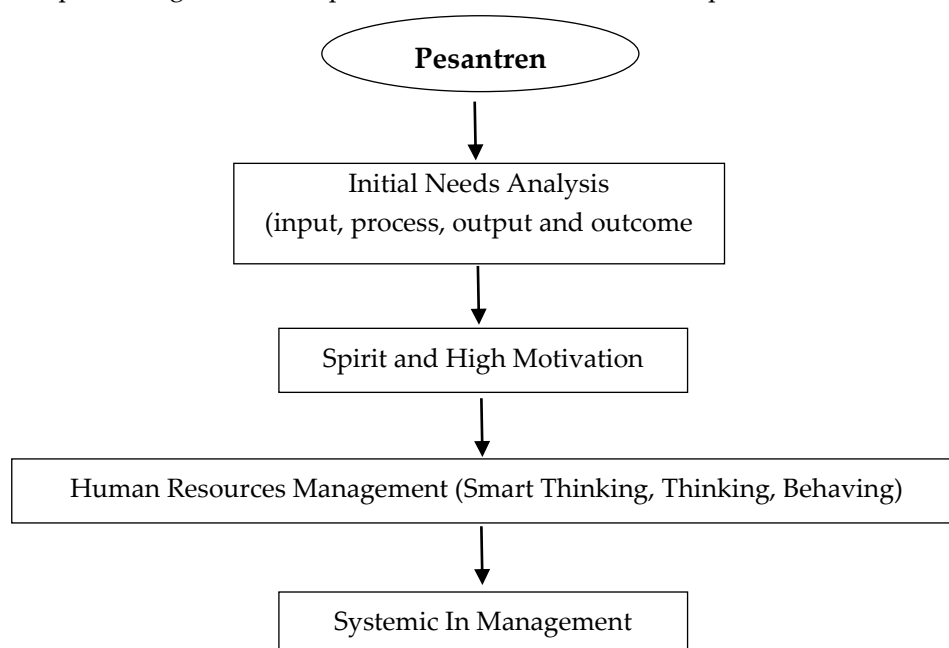 Pesantren
Initial Needs Analysis
(input, process, output and outcome
Spirit and High Motivation
Human Resources Management (Smart Thinking, Thinking, Behaving)
Systemic In Management